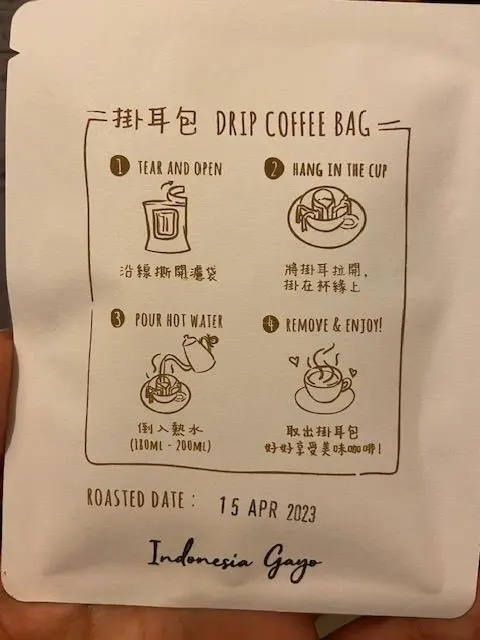 掛耳包 DRIP COFFEE BAG
1 TEAR AND OPEN
沿線撕開濾袋
2 HANG IN THE CUP
將掛耳拉開,
掛在杯緣上
3 POUR HOT WATER
倒入熱水
(180ML - 200ML)
4 REMOVE & ENJOY!
取出掛耳包
好好享受美味咖啡!
ROASTED DATE : 15 APR 2023
Indonesia Gayo